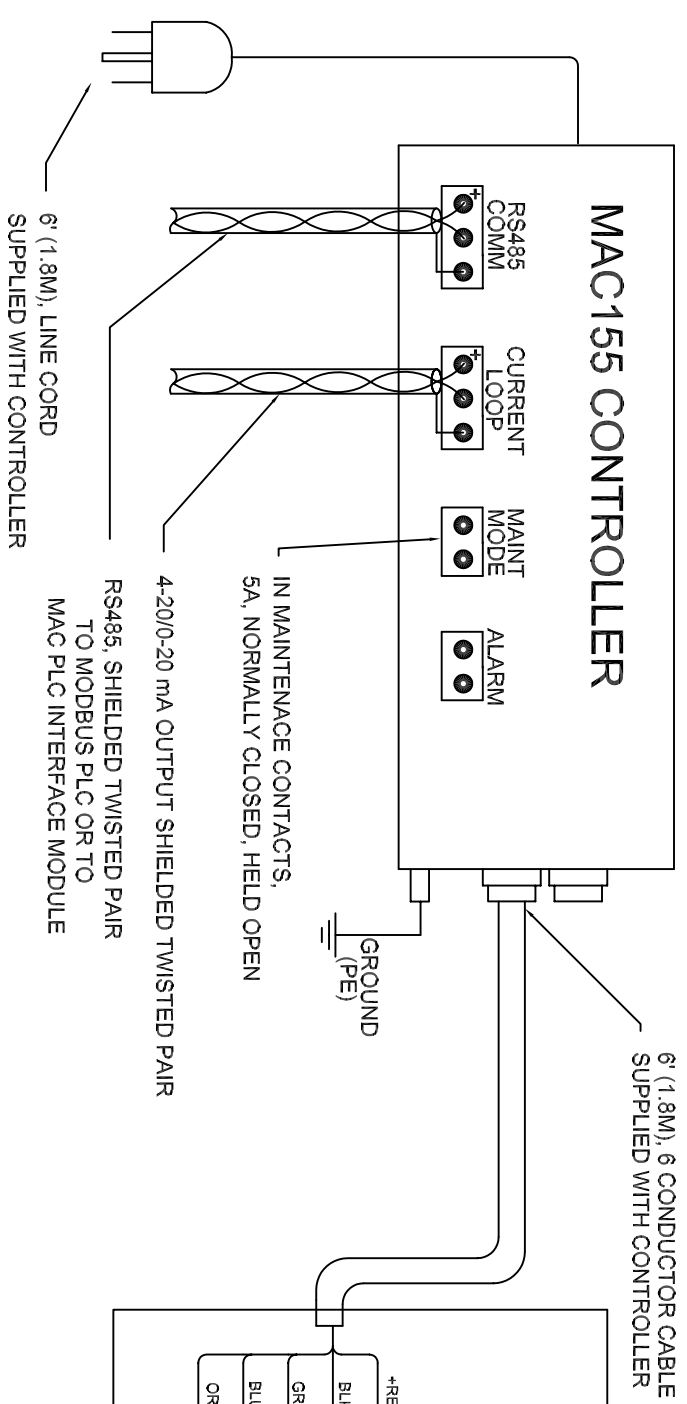 MAC155 CONTROLLER
RS485
COMM
+
CURRENT
LOOP
+
MAINT
MODE
ALARM
6' (1.8M), LINE CORD
SUPPLIED WITH CONTROLLER
RS485, SHIELDED TWISTED PAIR
TO MODBUS PLC OR TO
MAC PLC INTERFACE MODULE
4-20/0-20 mA OUTPUT SHIELDED TWISTED PAIR
IN MAINTENACE CONTACTS,
5A, NORMALLY CLOSED, HELD OPEN
GROUND
(PE)
6' (1.8M), 6 CONDUCTOR CABLE
SUPPLIED WITH CONTROLLER